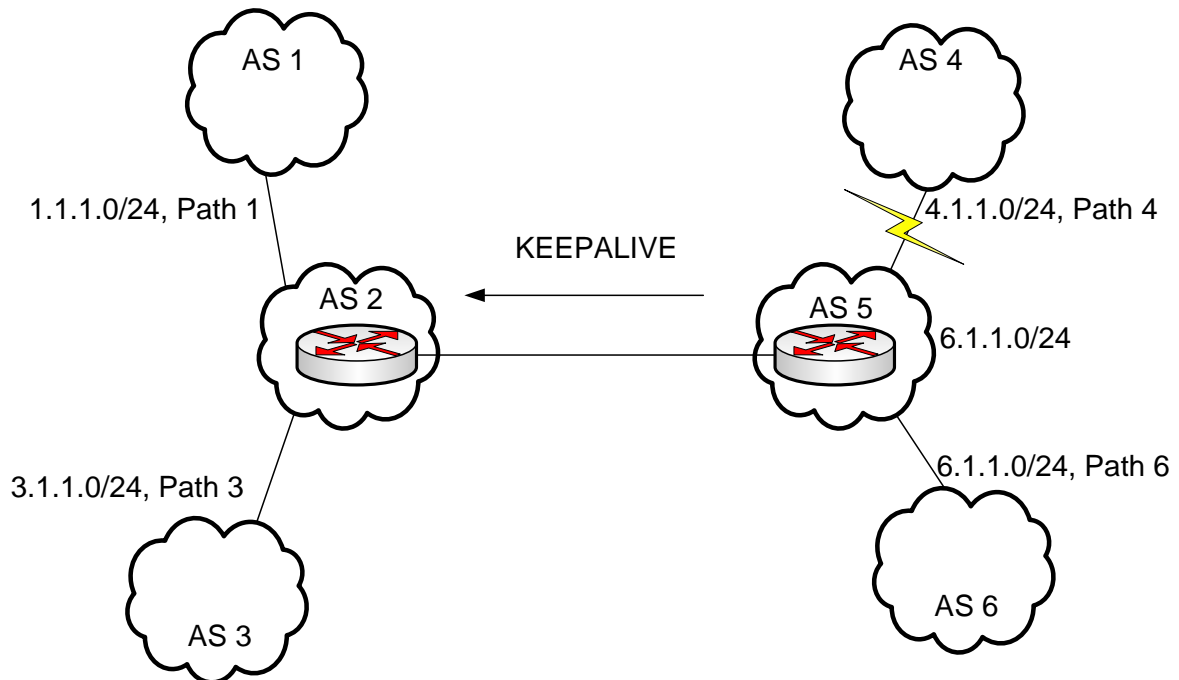 AS 1
AS 4
1.1.1.0/24, Path 1
4.1.1.0/24, Path 4
KEEPALIVE
AS 2
AS 5
6.1.1.0/24
3.1.1.0/24, Path 3
6.1.1.0/24, Path 6
AS 3
AS 6